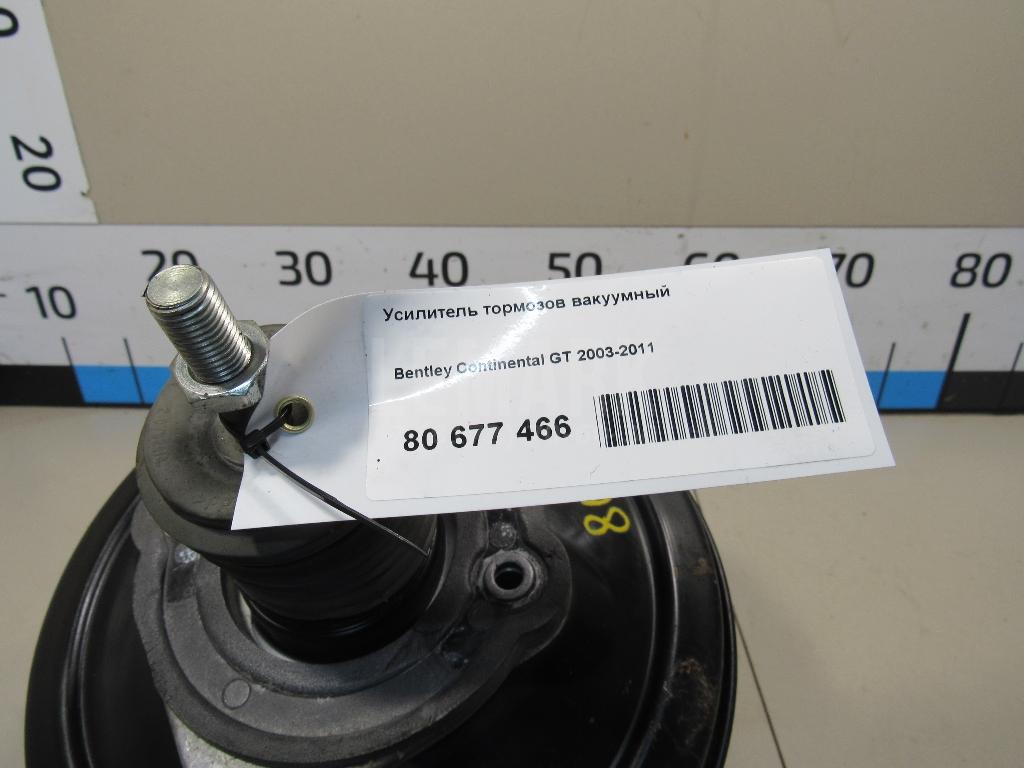 20
10 20 30 40 50 60 70 80
Усилитель тормозов вакуумный
Bentley Continental GT 2003-2011
80 677 466